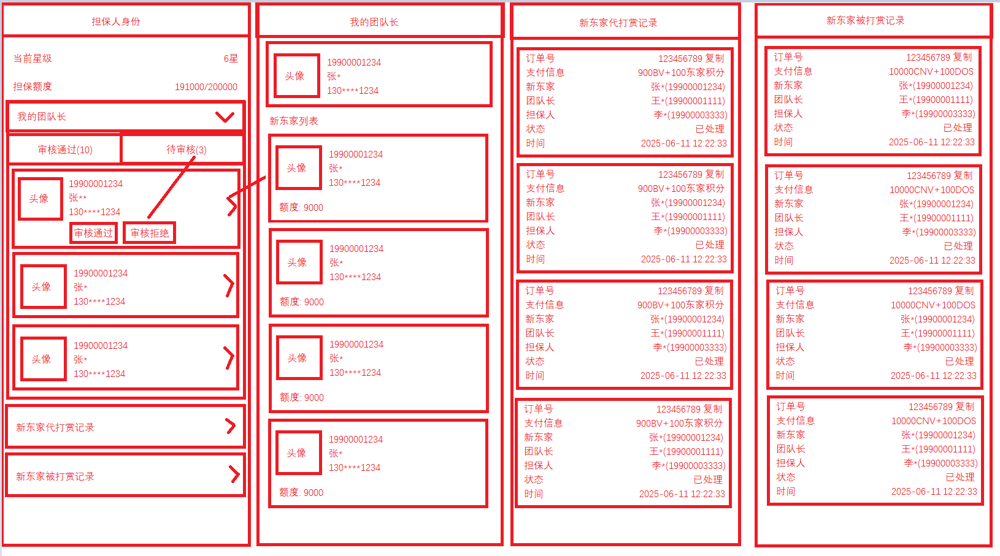 担保人身份
当前星级 6星
担保额度 191000/200000
我的团队长
审核通过(10) 待审核(3)
头像
19900001234
张**
130****1234
审核通过 审核拒绝
头像
19900001234
张*
130****1234
头像
19900001234
张*
130****1234
新东家代打赏记录
新东家被打赏记录
我的团队长
头像
19900001234
张*
130****1234
新东家列表
头像
19900001234
张*
130****1234
额度: 9000
头像
19900001234
张*
130****1234
额度: 9000
头像
19900001234
张*
130****1234
额度: 9000
头像
19900001234
张*
130****1234
额度: 9000
新东家代打赏记录
订单号 123456789 复制
支付信息 900BV+100东家积分
新东家 张*(19900001234)
团队长 王*(19900001111)
担保人 李*(19900003333)
状态 已处理
时间 2025-06-11 12:22:33
订单号 123456789 复制
支付信息 900BV+100东家积分
新东家 张*(19900001234)
团队长 王*(19900001111)
担保人 李*(19900003333)
状态 已处理
时间 2025-06-11 12:22:33
订单号 123456789 复制
支付信息 900BV+100东家积分
新东家 张*(19900001234)
团队长 王*(19900001111)
担保人 李*(19900003333)
状态 已处理
时间 2025-06-11 12:22:33
订单号 123456789 复制
支付信息 900BV+100东家积分
新东家 张*(19900001234)
团队长 王*(19900001111)
担保人 李*(19900003333)
状态 已处理
时间 2025-06-11 12:22:33
新东家被打赏记录
订单号 123456789 复制
支付信息 10000CNV+100DOS
新东家 张*(19900001234)
团队长 王*(19900001111)
担保人 李*(19900003333)
状态 已处理
时间 2025-06-11 12:22:33
订单号 123456789 复制
支付信息 10000CNV+100DOS
新东家 张*(19900001234)
团队长 王*(19900001111)
担保人 李*(19900003333)
状态 已处理
时间 2025-06-11 12:22:33
订单号 123456789 复制
支付信息 10000CNV+100DOS
新东家 张*(19900001234)
团队长 王*(19900001111)
担保人 李*(19900003333)
状态 已处理
时间 2025-06-11 12:22:33
订单号 123456789 复制
支付信息 10000CNV+100DOS
新东家 张*(19900001234)
团队长 王*(19900001111)
担保人 李*(19900003333)
状态 已处理
时间 2025-06-11 12:22:33